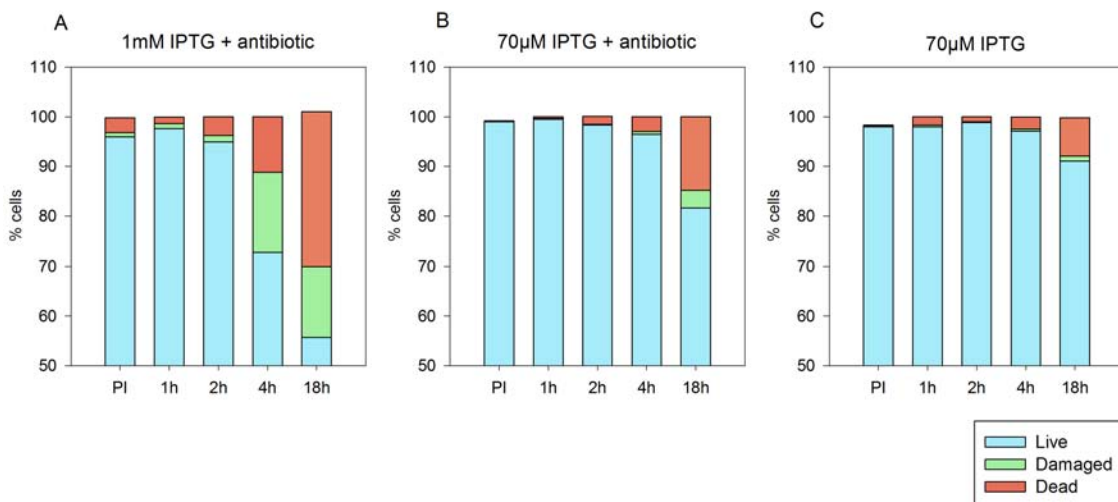 A
1mM IPTG + antibiotic
110
100
90
80
70
60
50
% cells
PI 1h 2h 4h 18h
B
70µM IPTG + antibiotic
110
100
90
80
70
60
50
% cells
PI 1h 2h 4h 18h
C
70µM IPTG
110
100
90
80
70
60
50
% cells
PI 1h 2h 4h 18h
Live
Damaged
Dead